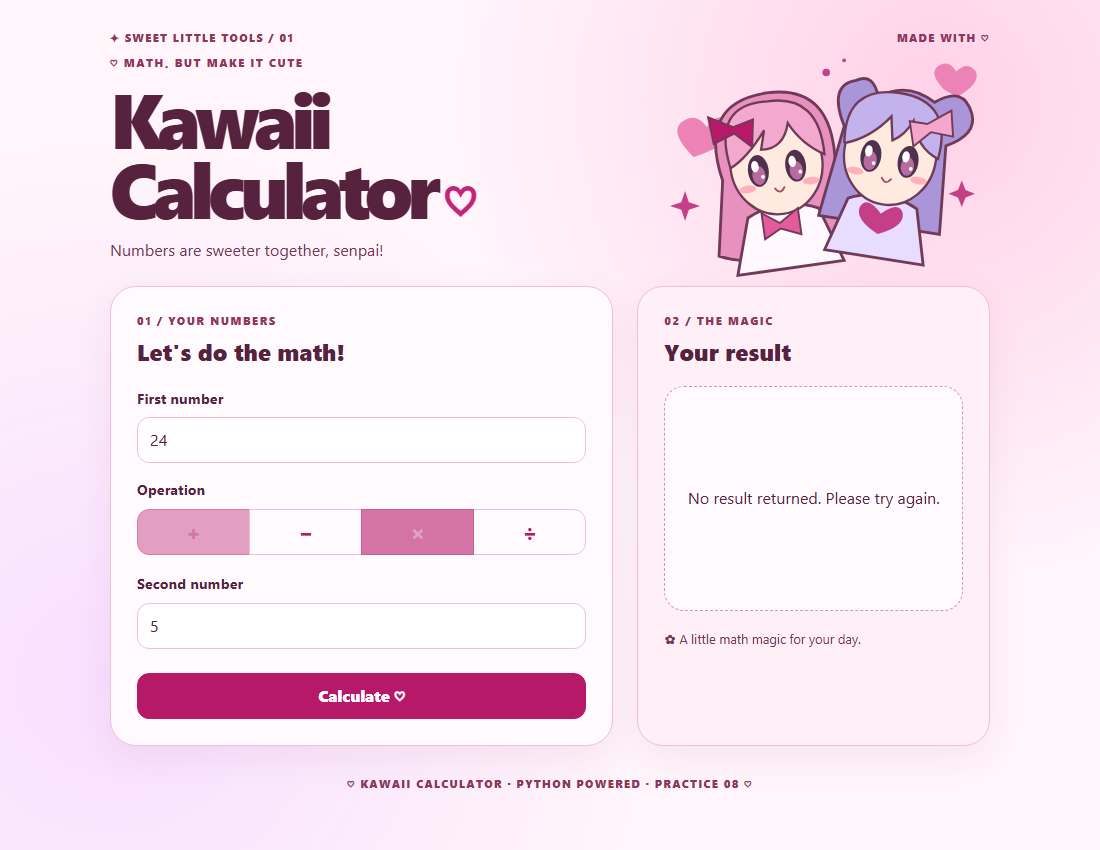 ✦ SWEET LITTLE TOOLS / 01
MADE WITH ♡
♡ MATH, BUT MAKE IT CUTE
Kawaii
Calculator♡
Numbers are sweeter together, senpai!
01 / YOUR NUMBERS
Let's do the math!
First number
24
Operation
+ − × ÷
Second number
5
Calculate ♡
02 / THE MAGIC
Your result
No result returned. Please try again.
✿ A little math magic for your day.
♡ KAWAII CALCULATOR · PYTHON POWERED · PRACTICE 08 ♡